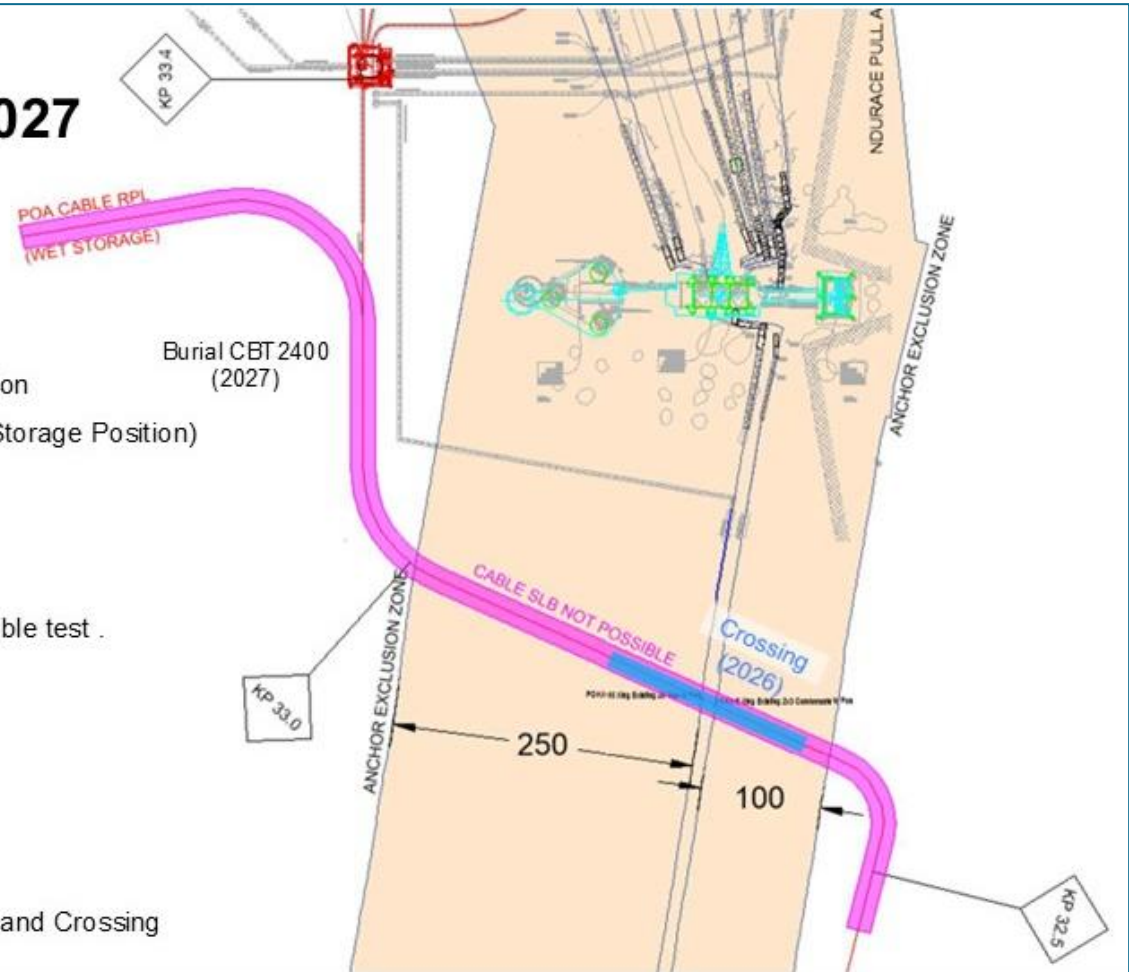 KP 33.4
027
NDURACE PULL A
POA CABLE RPL
(WET STORAGE)
ANCHOR EXCLUSION ZONE
Burial CBT2400
(2027)
on
Storage Position)
CABLE SLB NOT POSSIBLE
ble test .
Crossing
(2026)
KP 33.0
ANCHOR EXCLUSION ZONE
250
100
KP 32.5
and Crossing